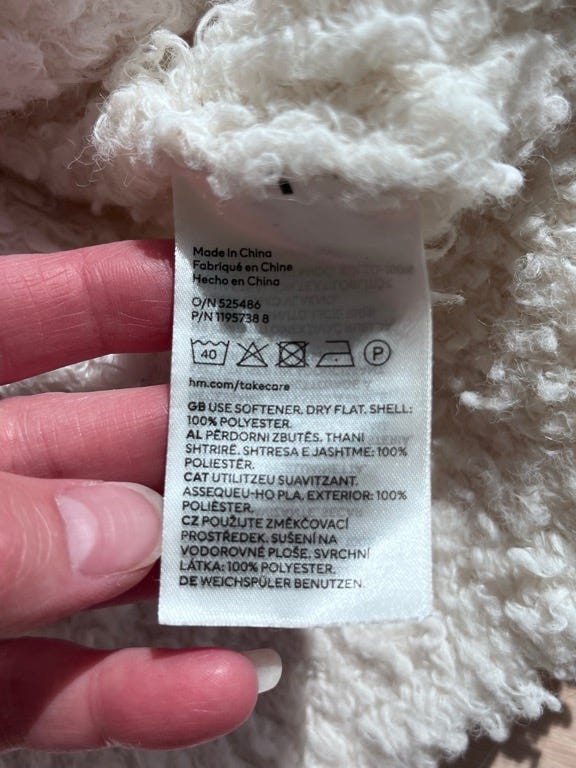 Made in China
Fabriqué en Chine
Hecho en China
O/N 525486
P/N 1195738 8
40 P
hm.com/takecare
GB USE SOFTENER. DRY FLAT. SHELL:
100% POLYESTER.
AL PËRDORNI ZBUTËS. THANI
SHTRIRË. SHTRESA E JASHTME: 100%
POLIESTËR.
CAT UTILITZEU SUAVITZANT.
ASSEQUEU-HO PLA. EXTERIOR: 100%
POLIÈSTER.
CZ POUŽIJTE ZMĚKČOVACÍ
PROSTŘEDEK. SUŠENÍ NA
VODOROVNÉ PLOŠE. SVRCHNÍ
LÁTKA: 100% POLYESTER.
DE WEICHSPÜLER BENUTZEN.